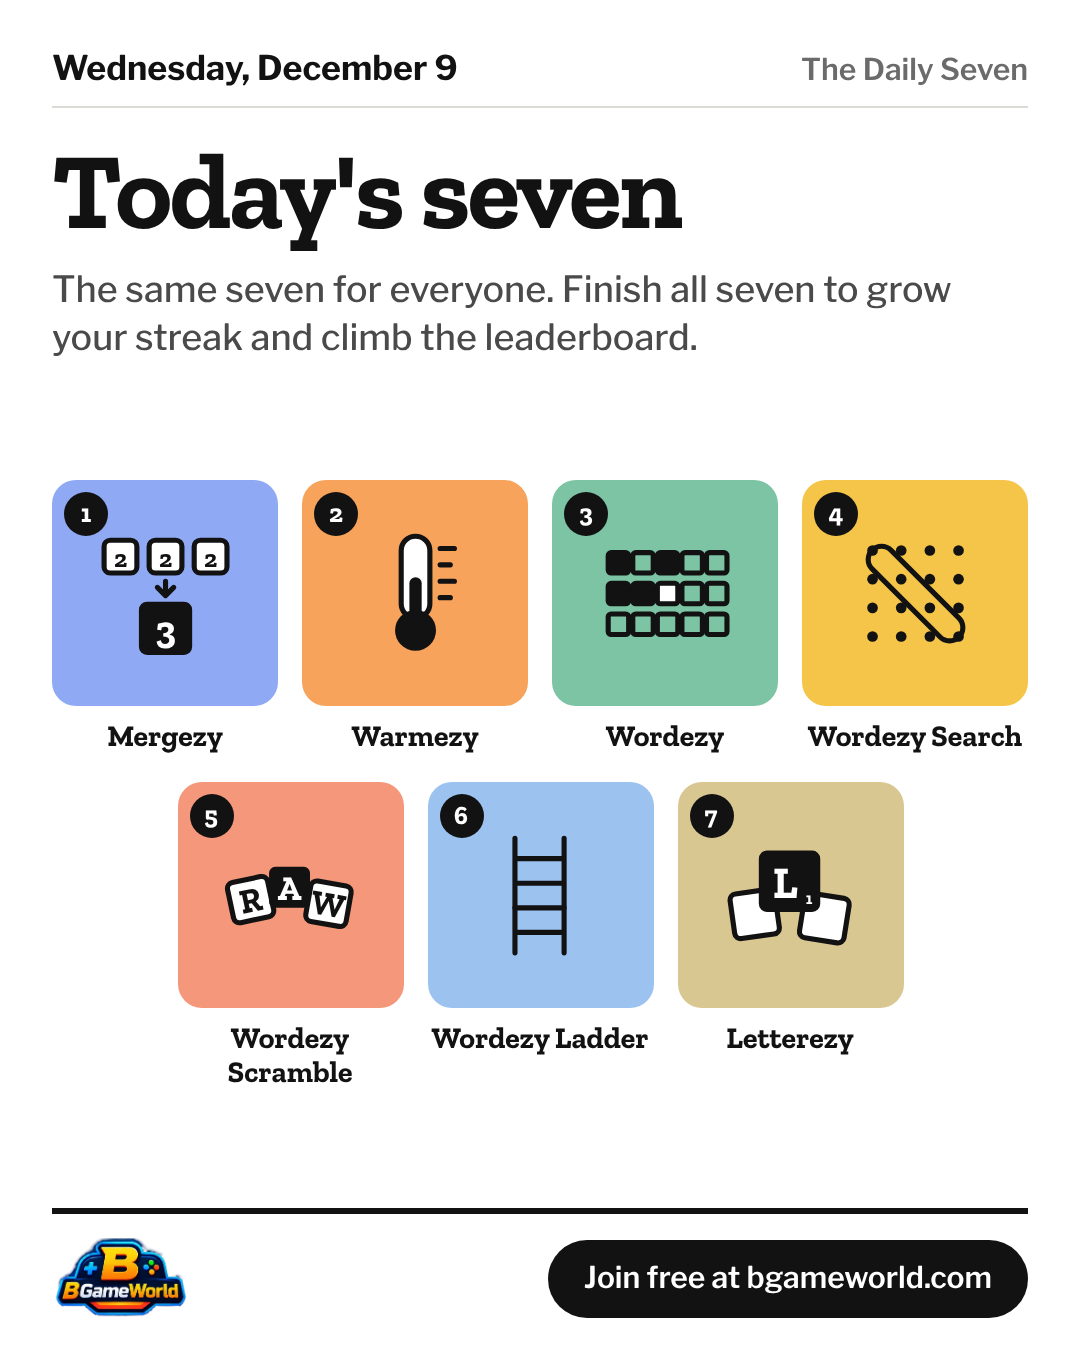 Wednesday, December 9
The Daily Seven
Today's seven
The same seven for everyone. Finish all seven to grow
your streak and climb the leaderboard.
1
2 2 2
3
Mergezy
2
Warmezy
3
Wordezy
4
Wordezy Search
5
R A W
Wordezy
Scramble
6
Wordezy Ladder
7
L 1
Letterezy
B
BGameWorld
Join free at bgameworld.com